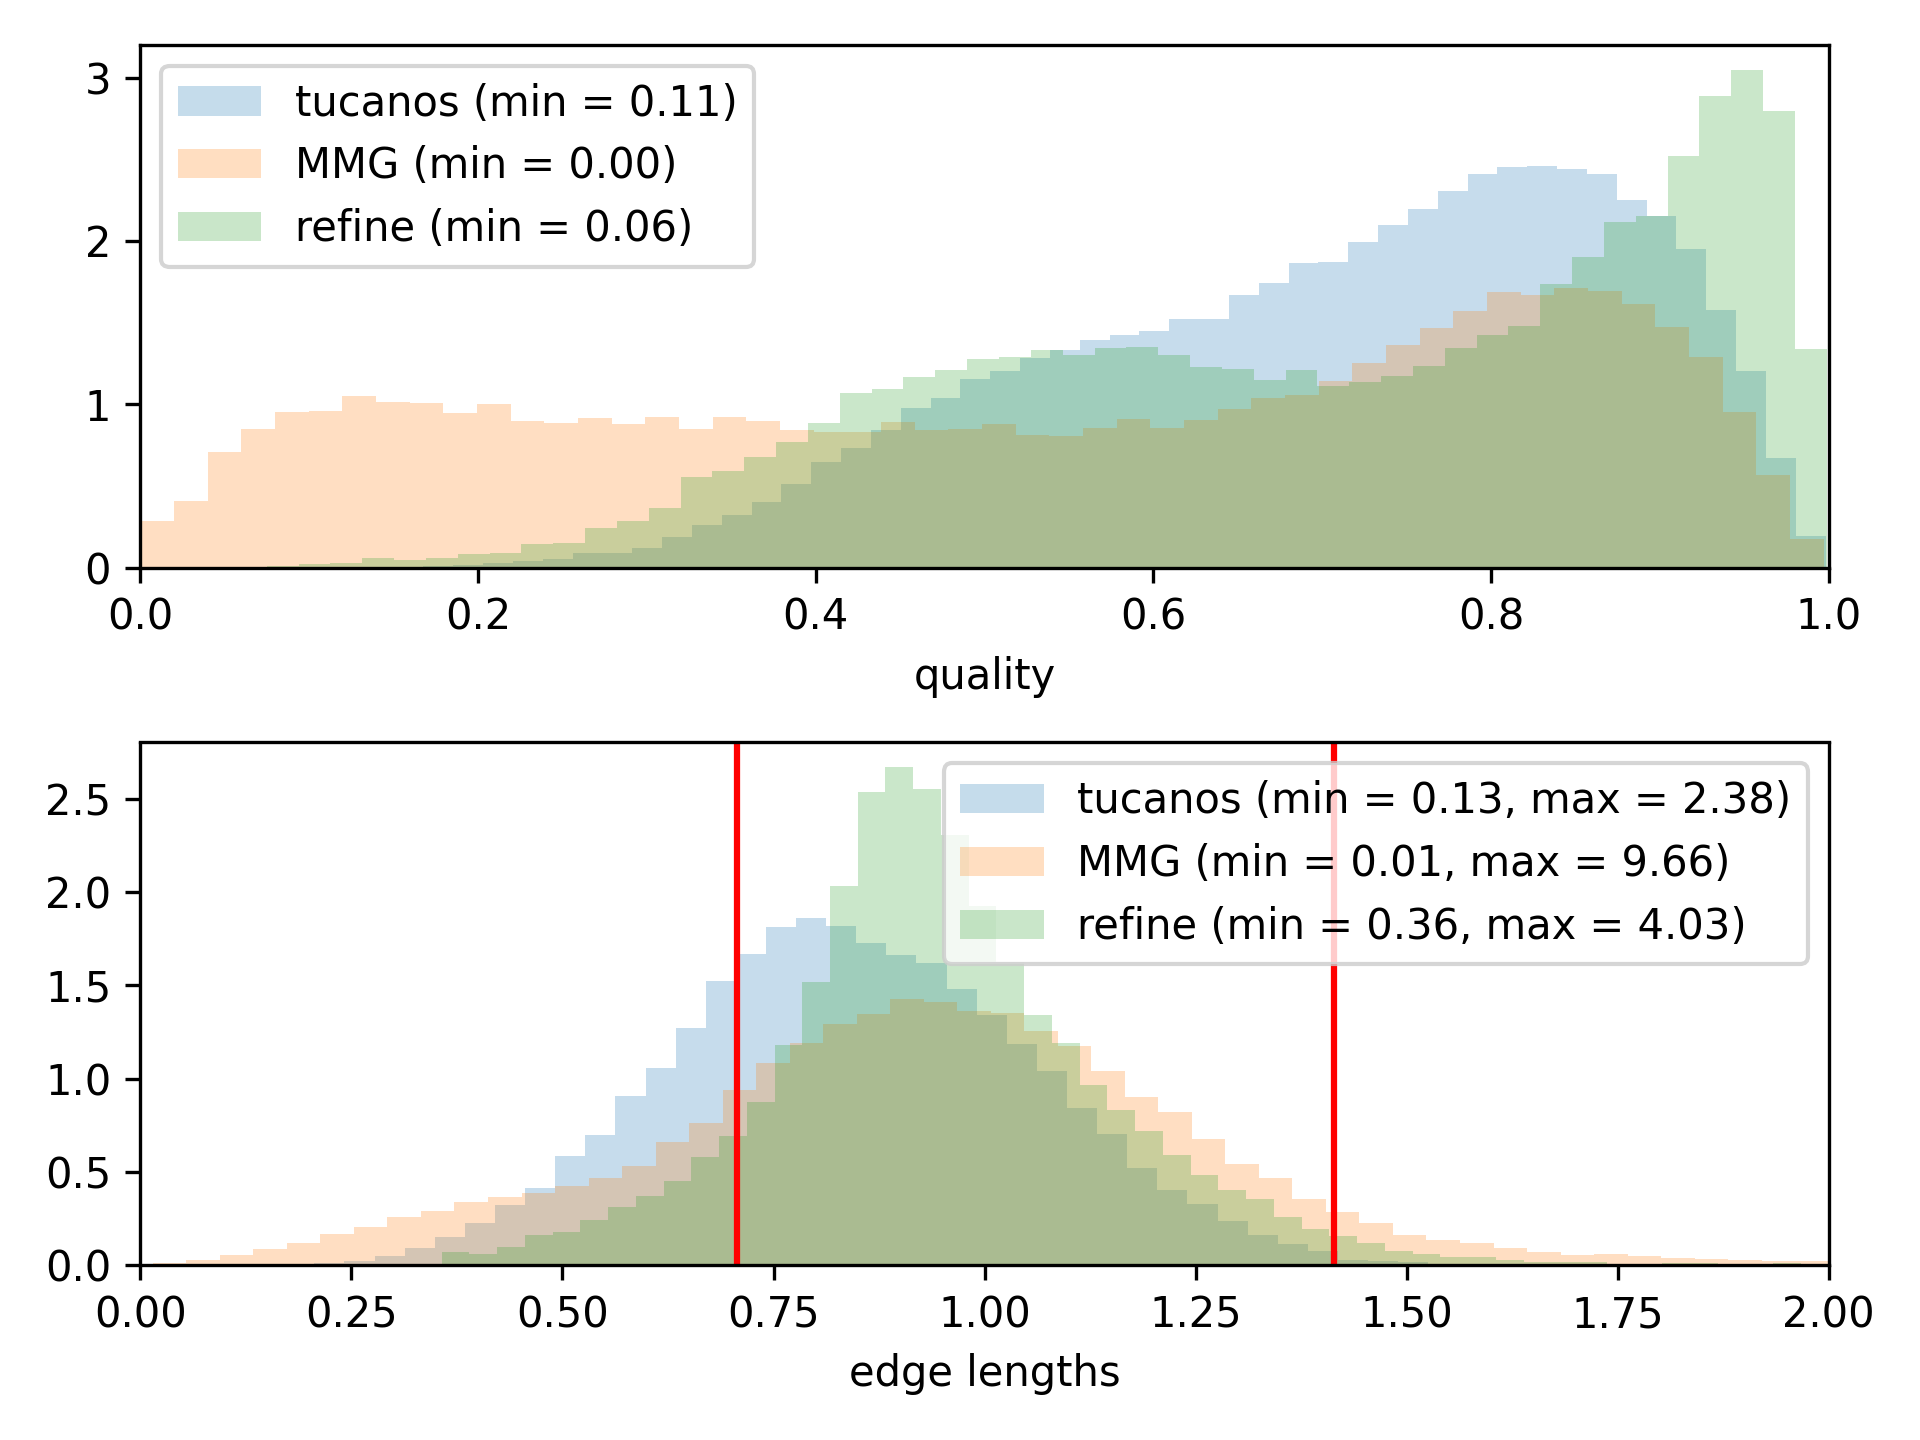 3
2
1
0
tucanos (min = 0.11)
MMG (min = 0.00)
refine (min = 0.06)
0.0 0.2 0.4 0.6 0.8 1.0
quality
2.5
2.0
1.5
1.0
0.5
0.0
tucanos (min = 0.13, max = 2.38)
MMG (min = 0.01, max = 9.66)
refine (min = 0.36, max = 4.03)
0.00 0.25 0.50 0.75 1.00 1.25 1.50 1.75 2.00
edge lengths